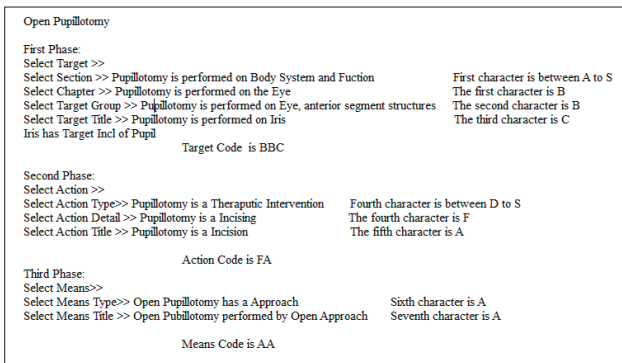 Open Pupillotomy
First Phase:
Select Target >>
Select Section >> Pupillotomy is performed on Body System and Fuction First character is between A to S
Select Chapter >> Pupillotomy is performed on the Eye The first character is B
Select Target Group >> Pupillotomy is performed on Eye, anterior segment structures The second character is B
Select Target Title >> Pupillotomy is performed on Iris The third character is C
Iris has Target Incl of Pupil
Target Code is BBC
Second Phase:
Select Action >>
Select Action Type>> Pupillotomy is a Theraputic Intervention Fourth character is between D to S
Select Action Detail >> Pupillotomy is a Incising The fourth character is F
Select Action Title >> Pupillotomy is a Incision The fifth character is A
Action Code is FA
Third Phase:
Select Means>>
Select Means Type>> Open Pupillotomy has a Approach Sixth character is A
Select Means Title >> Open Pubillotomy performed by Open Approach Seventh character is A
Means Code is AA